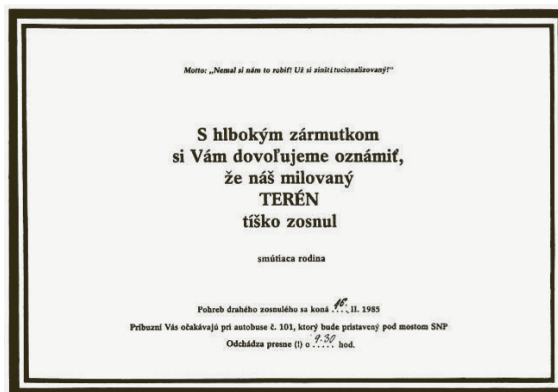 Motto: „Nemal si nám to robiť! Už si zinštitucionalizovaný!"
S hlbokým zármutkom
si Vám dovoľujeme oznámiť,
že náš milovaný
TERÉN
tíško zosnul
smútiaca rodina
Pohreb drahého zosnulého sa koná 16. II. 1985
Príbuzní Vás očakávajú pri autobuse č. 101, ktorý bude pristavený pod mostom SNP
Odchádza presne (!) o 9.30 hod.